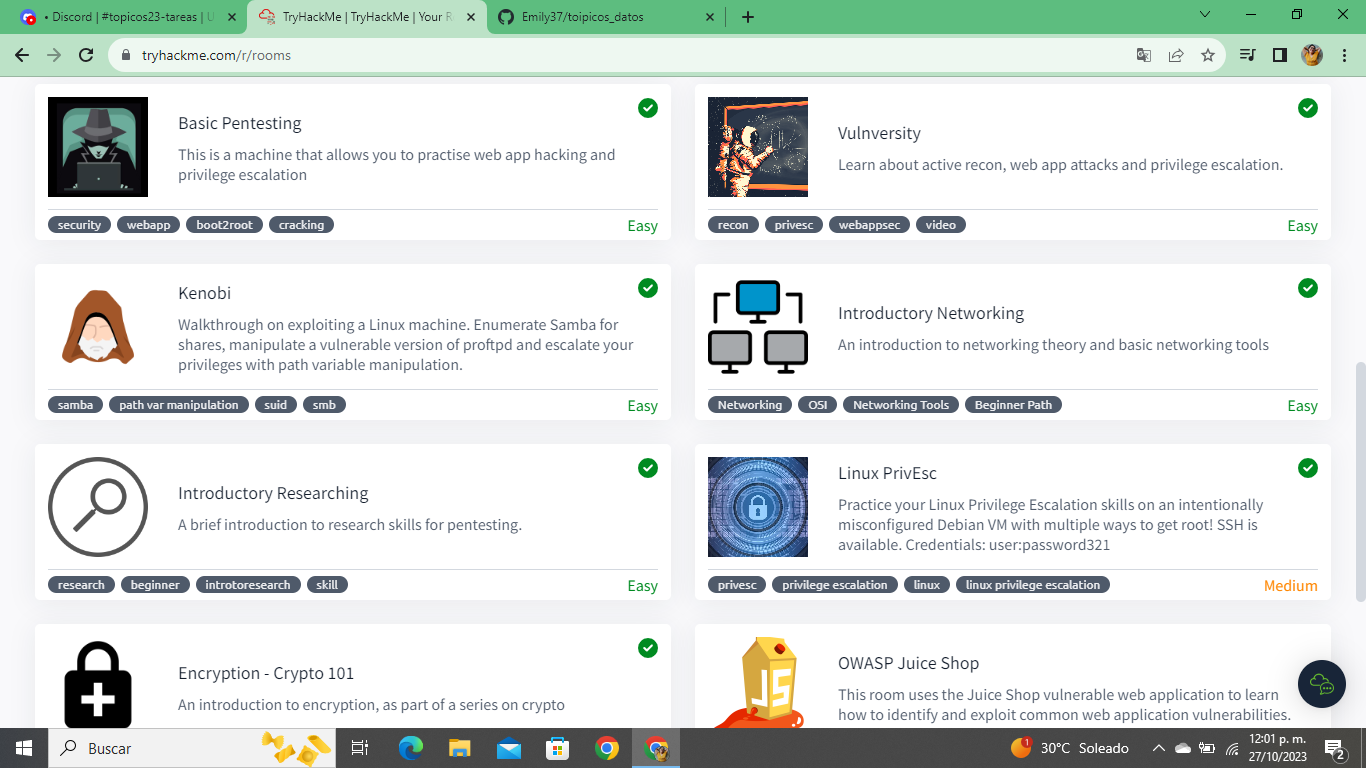 • Discord | #topicos23-tareas | U
TryHackMe | TryHackMe | Your R
Emily37/toipicos_datos
tryhackme.com/r/rooms
Basic Pentesting
This is a machine that allows you to practise web app hacking and
privilege escalation
security webapp boot2root cracking
Easy
Vulnversity
Learn about active recon, web app attacks and privilege escalation.
recon privesc webappsec video
Easy
Kenobi
Walkthrough on exploiting a Linux machine. Enumerate Samba for
shares, manipulate a vulnerable version of proftpd and escalate your
privileges with path variable manipulation.
samba path var manipulation suid smb
Easy
Introductory Networking
An introduction to networking theory and basic networking tools
Networking OSI Networking Tools Beginner Path
Easy
Introductory Researching
A brief introduction to research skills for pentesting.
research beginner introtoresearch skill
Easy
Linux PrivEsc
Practice your Linux Privilege Escalation skills on an intentionally
misconfigured Debian VM with multiple ways to get root! SSH is
available. Credentials: user:password321
privesc privilege escalation linux linux privilege escalation
Medium
Encryption - Crypto 101
An introduction to encryption, as part of a series on crypto
JS
OWASP Juice Shop
This room uses the Juice Shop vulnerable web application to learn
how to identify and exploit common web application vulnerabilities.
Buscar
1
30°C Soleado
12:01 p. m.
27/10/2023
2